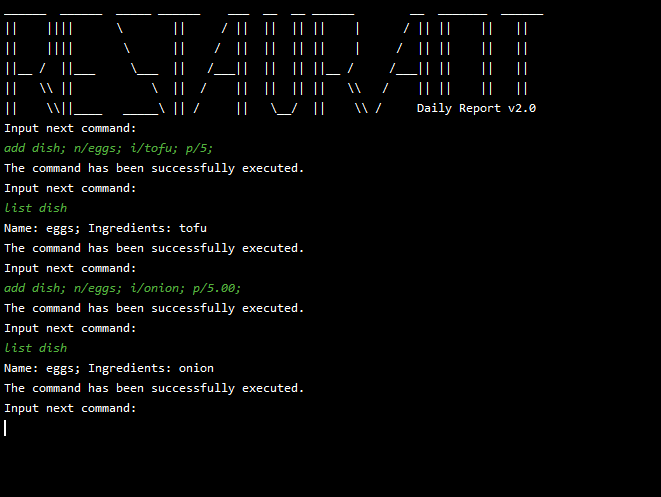 Daily Report v2.0
Input next command:
add dish; n/eggs; i/tofu; p/5;
The command has been successfully executed.
Input next command:
list dish
Name: eggs; Ingredients: tofu
The command has been successfully executed.
Input next command:
add dish; n/eggs; i/onion; p/5.00;
The command has been successfully executed.
Input next command:
list dish
Name: eggs; Ingredients: onion
The command has been successfully executed.
Input next command: